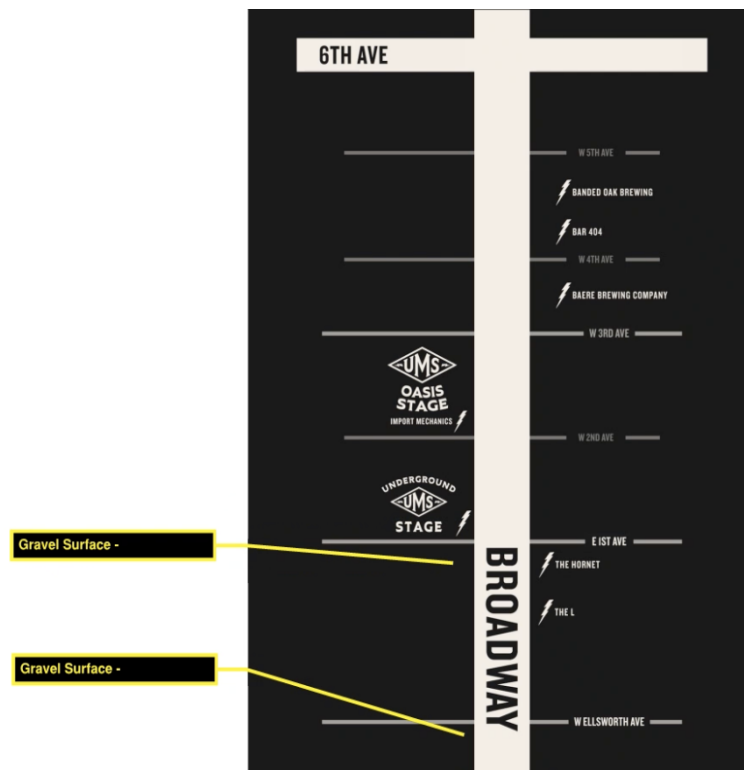 6TH AVE
W 5TH AVE
BANDED OAK BREWING
BAR 404
W 4TH AVE
BAERE BREWING COMPANY
W 3RD AVE
UMS
OASIS
STAGE
IMPORT MECHANICS
W 2ND AVE
UNDERGROUND
UMS
STAGE
Gravel Surface -
E IST AVE
THE HORNET
THE L
BROADWAY
Gravel Surface -
W ELLSWORTH AVE